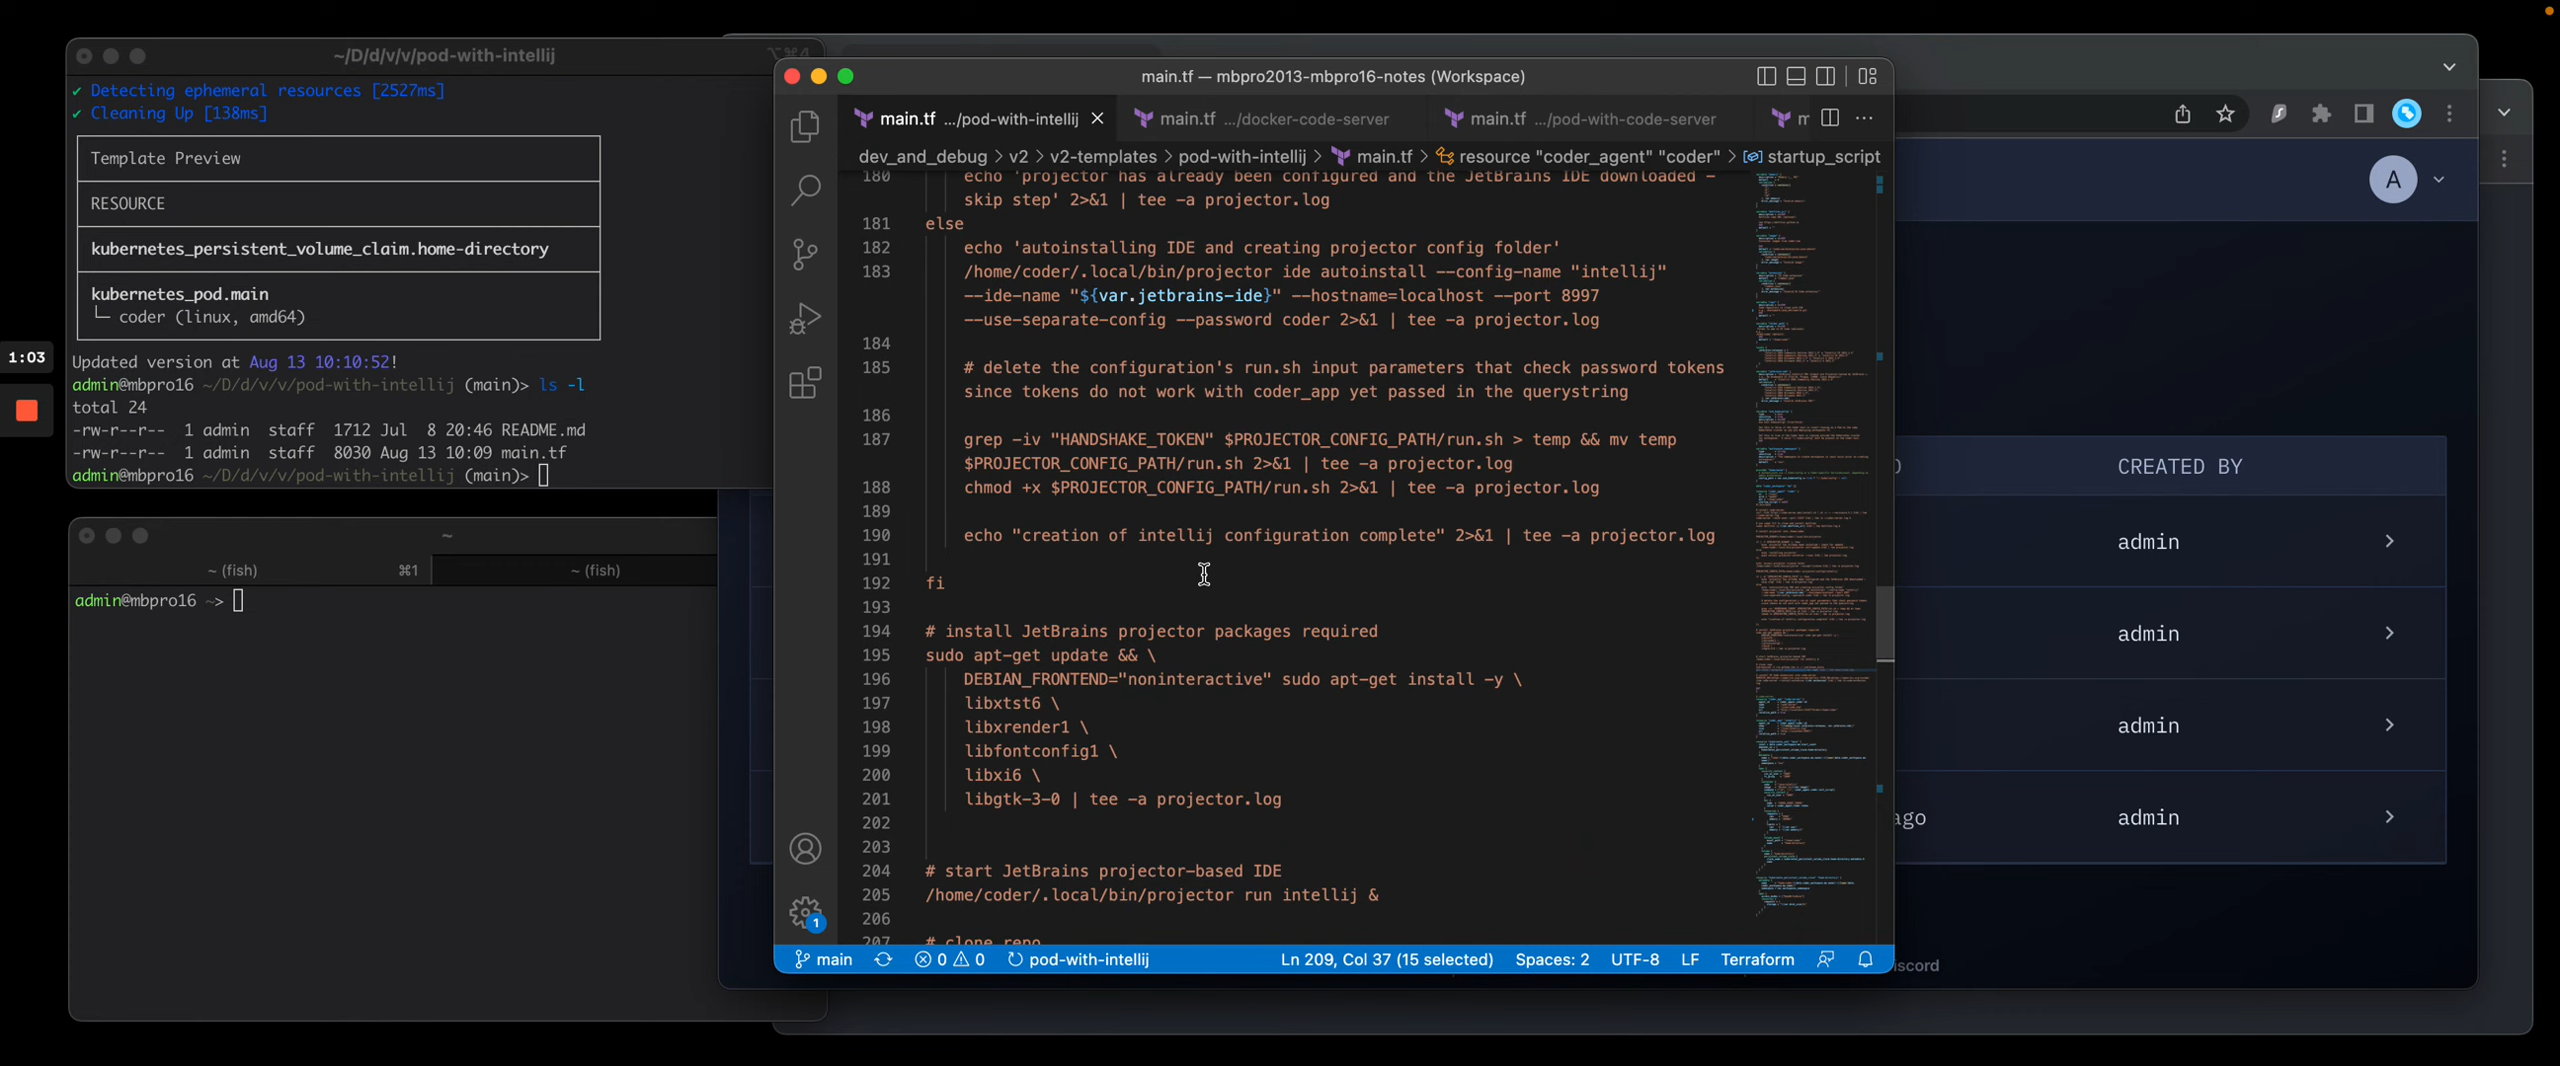 ~/D/d/v/v/pod-with-intellij
⌥⌘4
✔ Detecting ephemeral resources [2527ms]
✔ Cleaning Up [138ms]
Template Preview
RESOURCE
kubernetes_persistent_volume_claim.home-directory
kubernetes_pod.main
└─ coder (linux, amd64)
Updated version at Aug 13 10:10:52!
admin@mbpro16 ~/D/d/v/v/pod-with-intellij (main)> ls -l
total 24
-rw-r--r--  1 admin  staff  1712 Jul  8 20:46 README.md
-rw-r--r--  1 admin  staff  8030 Aug 13 10:09 main.tf
admin@mbpro16 ~/D/d/v/v/pod-with-intellij (main)>
1:03
~
~ (fish) ⌘1 ~ (fish)
admin@mbpro16 ~>
main.tf — mbpro2013-mbpro16-notes (Workspace)
main.tf .../pod-with-intellij main.tf .../docker-code-server main.tf .../pod-with-code-server
dev_and_debug > v2 > v2-templates > pod-with-intellij > main.tf > resource "coder_agent" "coder" > startup_script
180 echo 'projector has already been configured and the JetBrains IDE downloaded -
skip step' 2>&1 | tee -a projector.log
181 else
182 echo 'autoinstalling IDE and creating projector config folder'
183 /home/coder/.local/bin/projector ide autoinstall --config-name "intellij"
--ide-name "${var.jetbrains-ide}" --hostname=localhost --port 8997
--use-separate-config --password coder 2>&1 | tee -a projector.log
184
185 # delete the configuration's run.sh input parameters that check password tokens
since tokens do not work with coder_app yet passed in the querystring
186
187 grep -iv "HANDSHAKE_TOKEN" $PROJECTOR_CONFIG_PATH/run.sh > temp && mv temp
$PROJECTOR_CONFIG_PATH/run.sh 2>&1 | tee -a projector.log
188 chmod +x $PROJECTOR_CONFIG_PATH/run.sh 2>&1 | tee -a projector.log
189
190 echo "creation of intellij configuration complete" 2>&1 | tee -a projector.log
191
192 fi
193
194 # install JetBrains projector packages required
195 sudo apt-get update && \
196 DEBIAN_FRONTEND="noninteractive" sudo apt-get install -y \
197 libxtst6 \
198 libxrender1 \
199 libfontconfig1 \
200 libxi6 \
201 libgtk-3-0 | tee -a projector.log
202
203
204 # start JetBrains projector-based IDE
205 /home/coder/.local/bin/projector run intellij &
206
207 # clone repo
1
main 0 0 pod-with-intellij Ln 209, Col 37 (15 selected) Spaces: 2 UTF-8 LF Terraform
A
CREATED BY
admin
admin
admin
ago admin
iscord